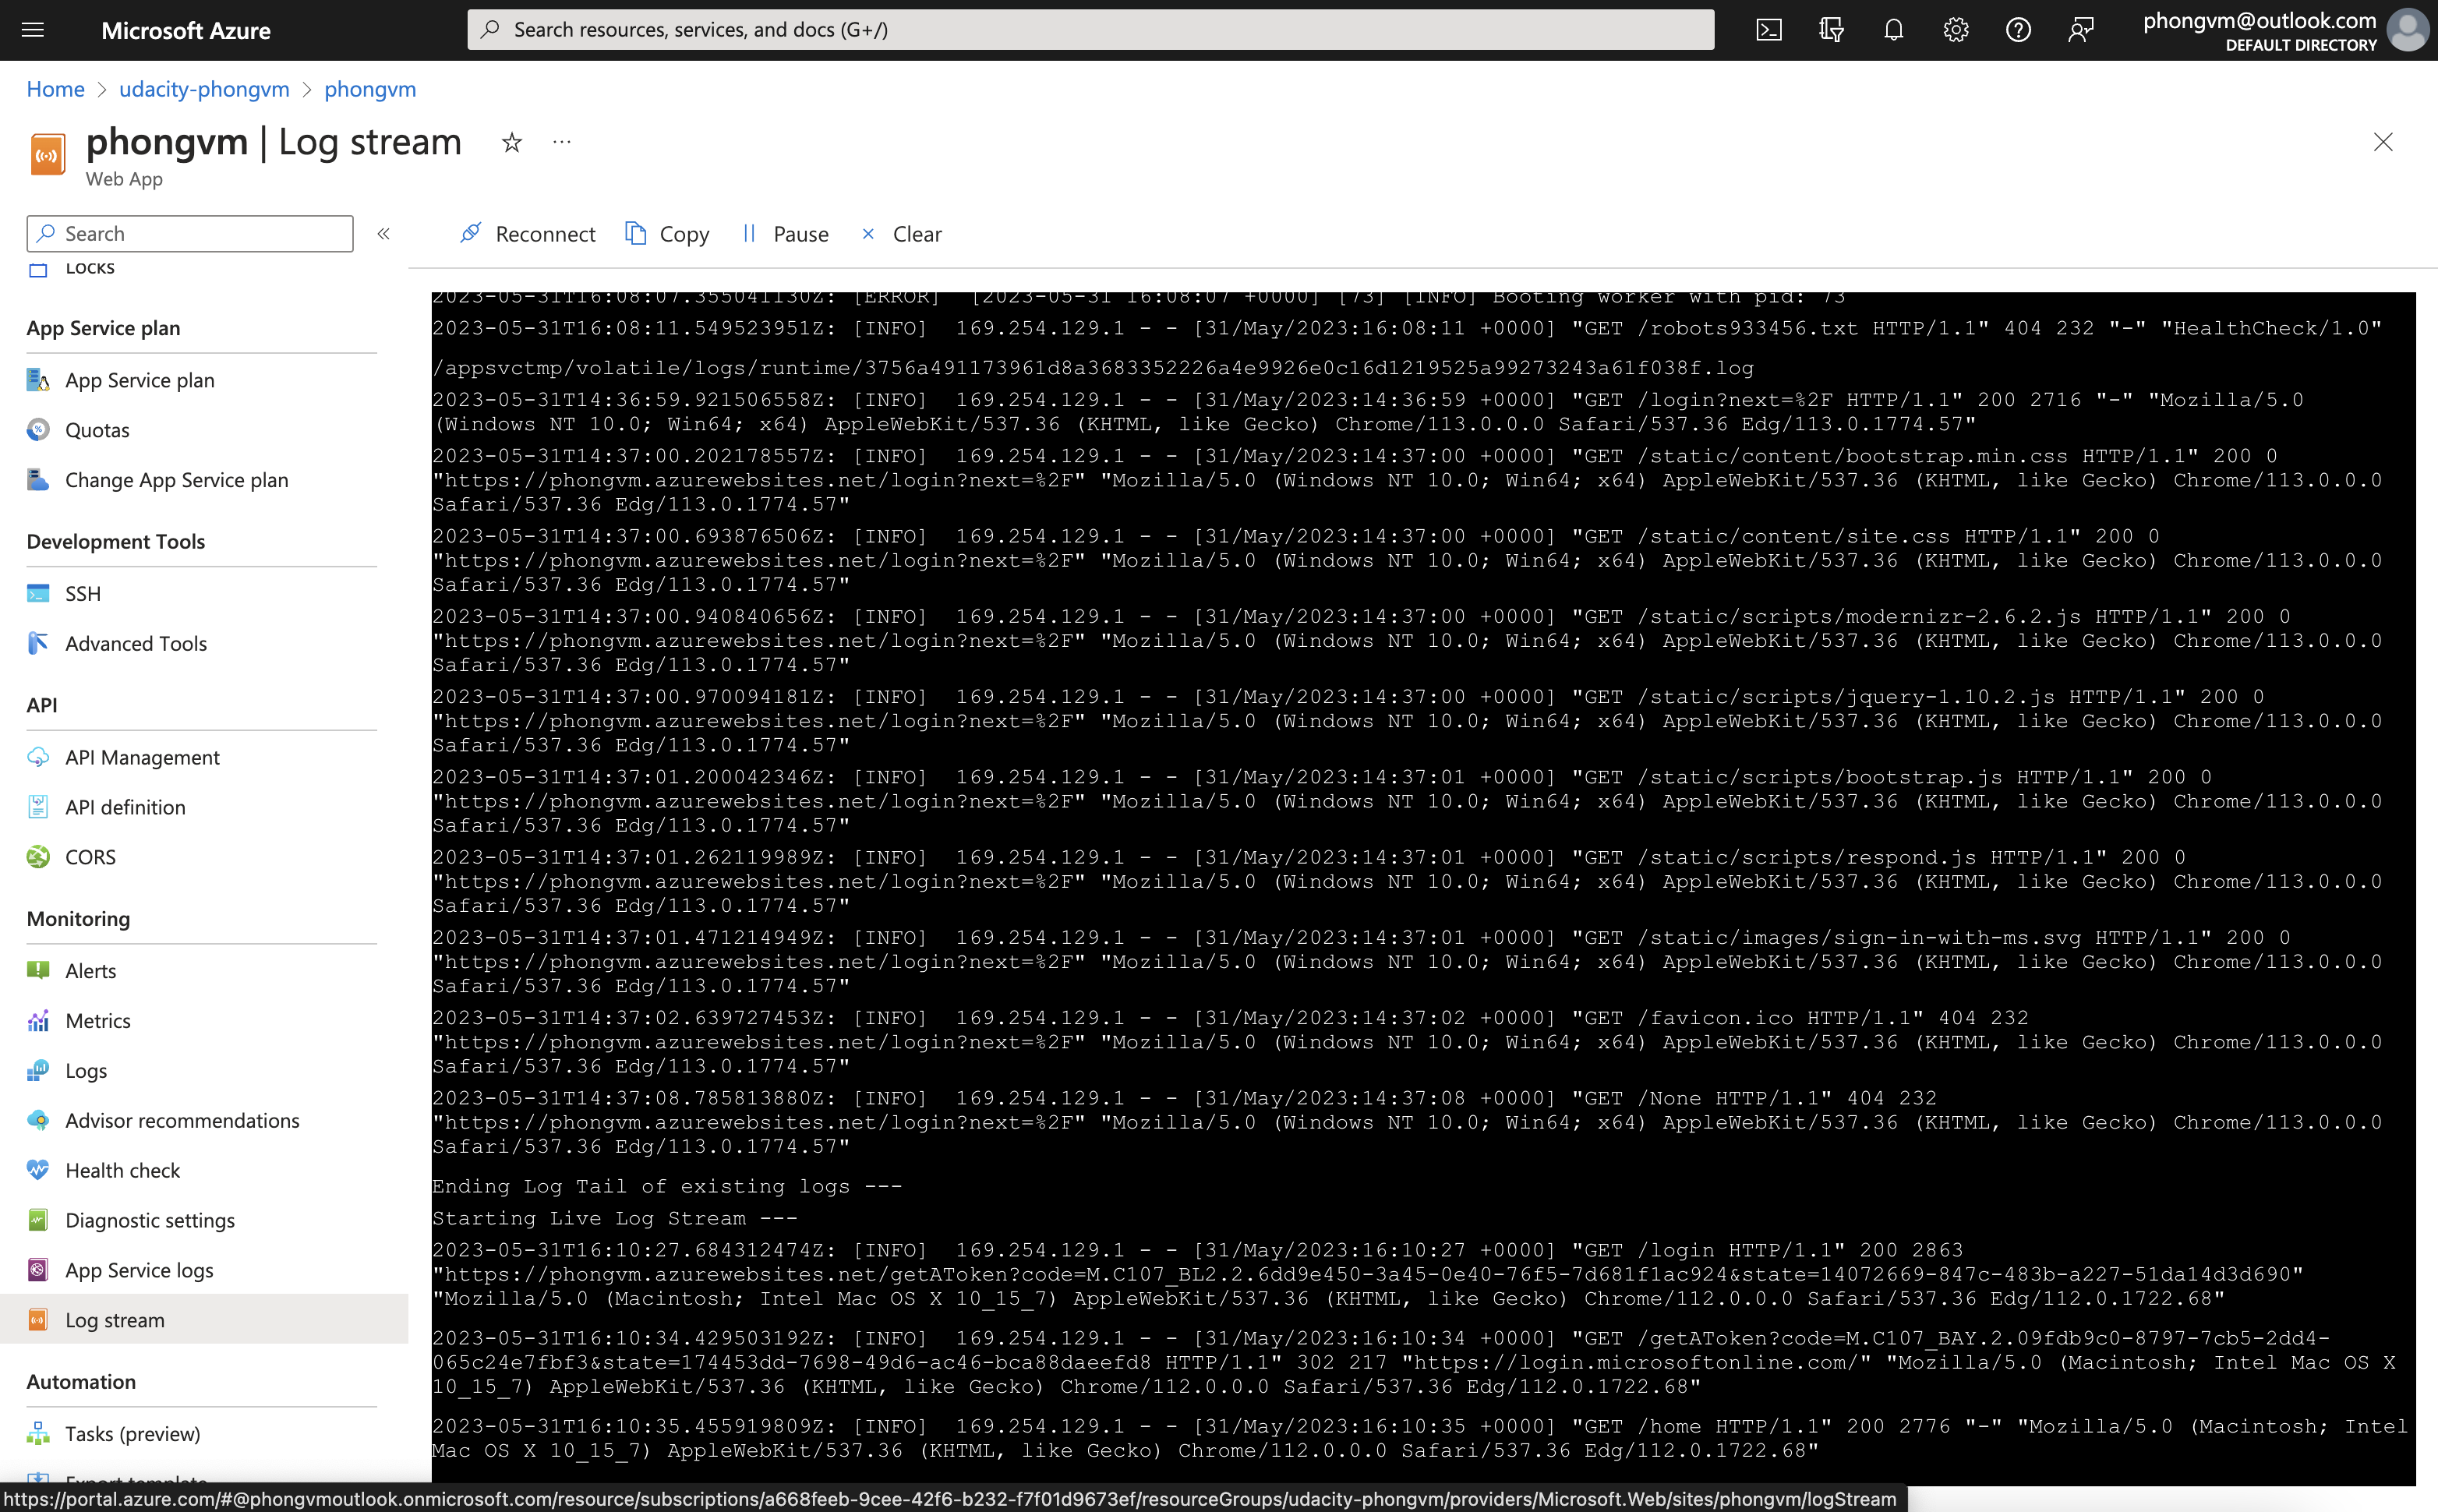 Microsoft Azure
Search resources, services, and docs (G+/)
phongvm@outlook.com
DEFAULT DIRECTORY
Home > udacity-phongvm > phongvm
phongvm | Log stream
Web App
Search
Reconnect
Copy
Pause
Clear
Locks
App Service plan
App Service plan
Quotas
Change App Service plan
Development Tools
SSH
Advanced Tools
API
API Management
API definition
CORS
Monitoring
Alerts
Metrics
Logs
Advisor recommendations
Health check
Diagnostic settings
App Service logs
Log stream
Automation
Tasks (preview)
Export template
2023-05-31T16:08:07.355041130Z: [ERROR]  [2023-05-31 16:08:07 +0000] [73] [INFO] Booting worker with pid: 73
2023-05-31T16:08:11.549523951Z: [INFO]  169.254.129.1 - - [31/May/2023:16:08:11 +0000] "GET /robots933456.txt HTTP/1.1" 404 232 "-" "HealthCheck/1.0"
/appsvctmp/volatile/logs/runtime/3756a491173961d8a3683352226a4e9926e0c16d1219525a99273243a61f038f.log
2023-05-31T14:36:59.921506558Z: [INFO]  169.254.129.1 - - [31/May/2023:14:36:59 +0000] "GET /login?next=%2F HTTP/1.1" 200 2716 "-" "Mozilla/5.0
(Windows NT 10.0; Win64; x64) AppleWebKit/537.36 (KHTML, like Gecko) Chrome/113.0.0.0 Safari/537.36 Edg/113.0.1774.57"
2023-05-31T14:37:00.202178557Z: [INFO]  169.254.129.1 - - [31/May/2023:14:37:00 +0000] "GET /static/content/bootstrap.min.css HTTP/1.1" 200 0
"https://phongvm.azurewebsites.net/login?next=%2F" "Mozilla/5.0 (Windows NT 10.0; Win64; x64) AppleWebKit/537.36 (KHTML, like Gecko) Chrome/113.0.0.0
Safari/537.36 Edg/113.0.1774.57"
2023-05-31T14:37:00.693876506Z: [INFO]  169.254.129.1 - - [31/May/2023:14:37:00 +0000] "GET /static/content/site.css HTTP/1.1" 200 0
"https://phongvm.azurewebsites.net/login?next=%2F" "Mozilla/5.0 (Windows NT 10.0; Win64; x64) AppleWebKit/537.36 (KHTML, like Gecko) Chrome/113.0.0.0
Safari/537.36 Edg/113.0.1774.57"
2023-05-31T14:37:00.940840656Z: [INFO]  169.254.129.1 - - [31/May/2023:14:37:00 +0000] "GET /static/scripts/modernizr-2.6.2.js HTTP/1.1" 200 0
"https://phongvm.azurewebsites.net/login?next=%2F" "Mozilla/5.0 (Windows NT 10.0; Win64; x64) AppleWebKit/537.36 (KHTML, like Gecko) Chrome/113.0.0.0
Safari/537.36 Edg/113.0.1774.57"
2023-05-31T14:37:00.970094181Z: [INFO]  169.254.129.1 - - [31/May/2023:14:37:00 +0000] "GET /static/scripts/jquery-1.10.2.js HTTP/1.1" 200 0
"https://phongvm.azurewebsites.net/login?next=%2F" "Mozilla/5.0 (Windows NT 10.0; Win64; x64) AppleWebKit/537.36 (KHTML, like Gecko) Chrome/113.0.0.0
Safari/537.36 Edg/113.0.1774.57"
2023-05-31T14:37:01.200042346Z: [INFO]  169.254.129.1 - - [31/May/2023:14:37:01 +0000] "GET /static/scripts/bootstrap.js HTTP/1.1" 200 0
"https://phongvm.azurewebsites.net/login?next=%2F" "Mozilla/5.0 (Windows NT 10.0; Win64; x64) AppleWebKit/537.36 (KHTML, like Gecko) Chrome/113.0.0.0
Safari/537.36 Edg/113.0.1774.57"
2023-05-31T14:37:01.262119989Z: [INFO]  169.254.129.1 - - [31/May/2023:14:37:01 +0000] "GET /static/scripts/respond.js HTTP/1.1" 200 0
"https://phongvm.azurewebsites.net/login?next=%2F" "Mozilla/5.0 (Windows NT 10.0; Win64; x64) AppleWebKit/537.36 (KHTML, like Gecko) Chrome/113.0.0.0
Safari/537.36 Edg/113.0.1774.57"
2023-05-31T14:37:01.471214949Z: [INFO]  169.254.129.1 - - [31/May/2023:14:37:01 +0000] "GET /static/images/sign-in-with-ms.svg HTTP/1.1" 200 0
"https://phongvm.azurewebsites.net/login?next=%2F" "Mozilla/5.0 (Windows NT 10.0; Win64; x64) AppleWebKit/537.36 (KHTML, like Gecko) Chrome/113.0.0.0
Safari/537.36 Edg/113.0.1774.57"
2023-05-31T14:37:02.639727453Z: [INFO]  169.254.129.1 - - [31/May/2023:14:37:02 +0000] "GET /favicon.ico HTTP/1.1" 404 232
"https://phongvm.azurewebsites.net/login?next=%2F" "Mozilla/5.0 (Windows NT 10.0; Win64; x64) AppleWebKit/537.36 (KHTML, like Gecko) Chrome/113.0.0.0
Safari/537.36 Edg/113.0.1774.57"
2023-05-31T14:37:08.785813880Z: [INFO]  169.254.129.1 - - [31/May/2023:14:37:08 +0000] "GET /None HTTP/1.1" 404 232
"https://phongvm.azurewebsites.net/login?next=%2F" "Mozilla/5.0 (Windows NT 10.0; Win64; x64) AppleWebKit/537.36 (KHTML, like Gecko) Chrome/113.0.0.0
Safari/537.36 Edg/113.0.1774.57"
Ending Log Tail of existing logs ---
Starting Live Log Stream ---
2023-05-31T16:10:27.684312474Z: [INFO]  169.254.129.1 - - [31/May/2023:16:10:27 +0000] "GET /login HTTP/1.1" 200 2863
"https://phongvm.azurewebsites.net/getAToken?code=M.C107_BL2.2.6dd9e450-3a45-0e40-76f5-7d681f1ac924&state=14072669-847c-483b-a227-51da14d3d690"
"Mozilla/5.0 (Macintosh; Intel Mac OS X 10_15_7) AppleWebKit/537.36 (KHTML, like Gecko) Chrome/112.0.0.0 Safari/537.36 Edg/112.0.1722.68"
2023-05-31T16:10:34.429503192Z: [INFO]  169.254.129.1 - - [31/May/2023:16:10:34 +0000] "GET /getAToken?code=M.C107_BAY.2.09fdb9c0-8797-7cb5-2dd4-
065c24e7fbf3&state=174453dd-7698-49d6-ac46-bca88daeefd8 HTTP/1.1" 302 217 "https://login.microsoftonline.com/" "Mozilla/5.0 (Macintosh; Intel Mac OS X
10_15_7) AppleWebKit/537.36 (KHTML, like Gecko) Chrome/112.0.0.0 Safari/537.36 Edg/112.0.1722.68"
2023-05-31T16:10:35.455919809Z: [INFO]  169.254.129.1 - - [31/May/2023:16:10:35 +0000] "GET /home HTTP/1.1" 200 2776 "-" "Mozilla/5.0 (Macintosh; Intel
Mac OS X 10_15_7) AppleWebKit/537.36 (KHTML, like Gecko) Chrome/112.0.0.0 Safari/537.36 Edg/112.0.1722.68"
https://portal.azure.com/#@phongvmoutlook.onmicrosoft.com/resource/subscriptions/a668feeb-9cee-42f6-b232-f7f01d9673ef/resourceGroups/udacity-phongvm/providers/Microsoft.Web/sites/phongvm/logStream